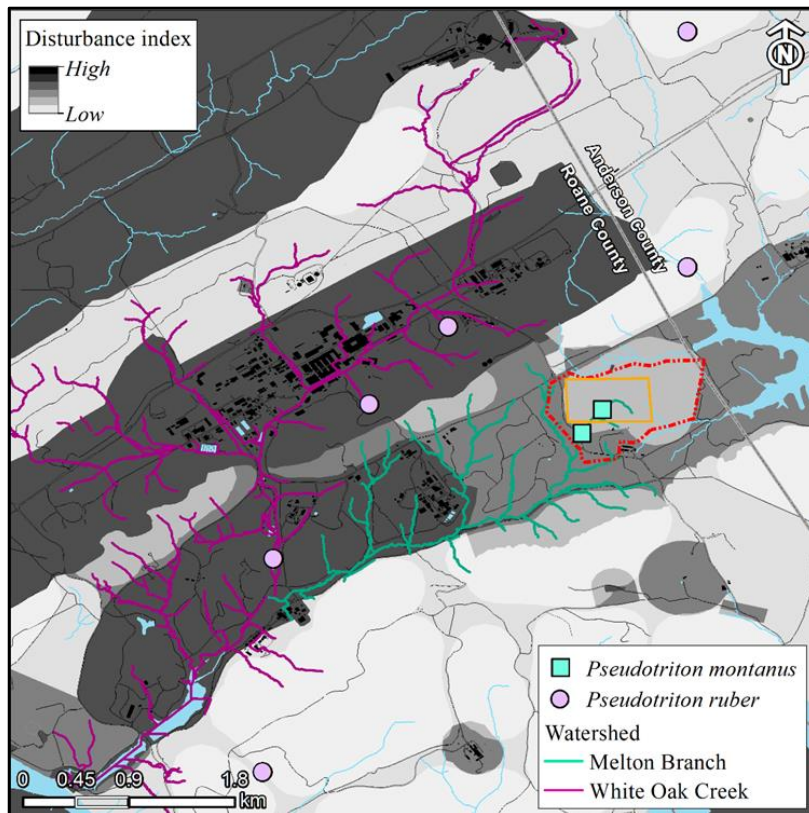 Disturbance index
High
Low
N
Anderson County
Roane County
Pseudotriton montanus
Pseudotriton ruber
Watershed
Melton Branch
White Oak Creek
0 0.45 0.9 1.8
km